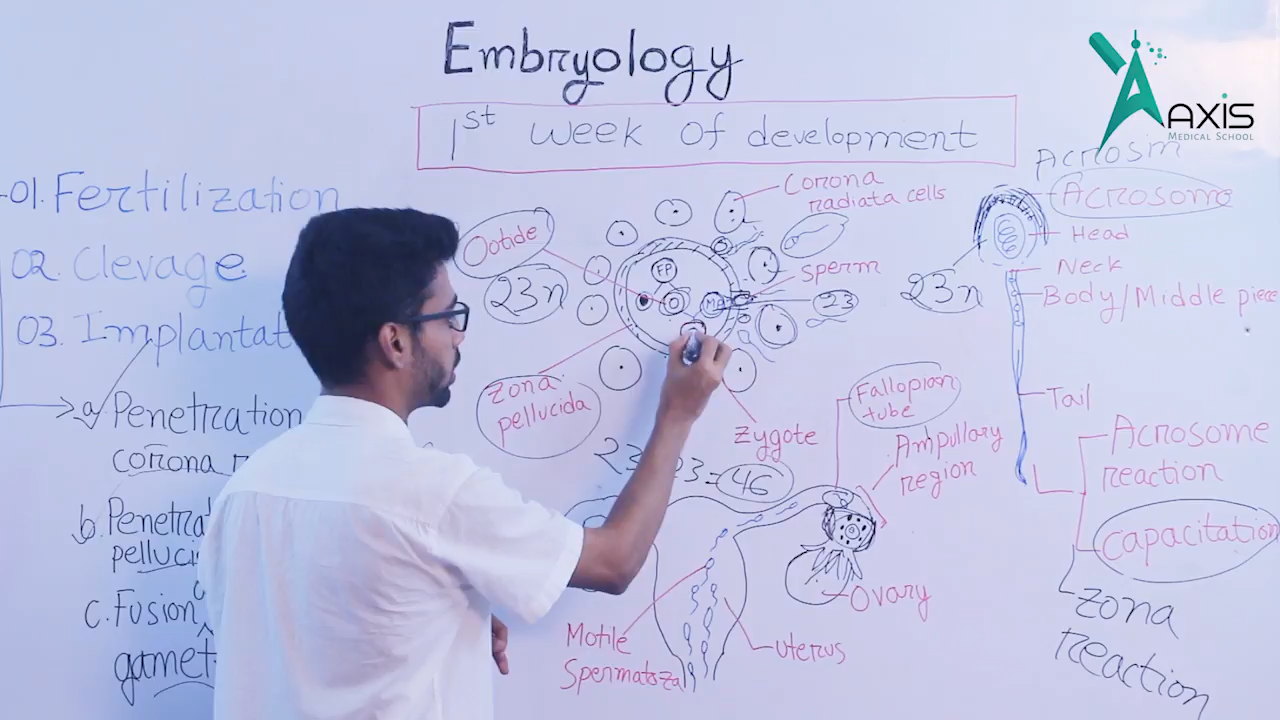 Embryology
1st week of development
AXIS
MEDICAL SCHOOL
01. Fertilization
02. Clevage
03. Implantat
a) Penetration
corona r
b) Penetra
pelluci
c. Fusion
gamet
Ootide
23n
Corona
radiata cells
FP
sperm
23
zona
pellucida
zygote
=46
Fallopian
tube
Ampullary
region
Ovary
uterus
Motile
Spermatoza
Acrosm
Acrosome
Head
Neck
Body/Middle piece
23n
Tail
Acrosome
reaction
capacitation
zona
reaction